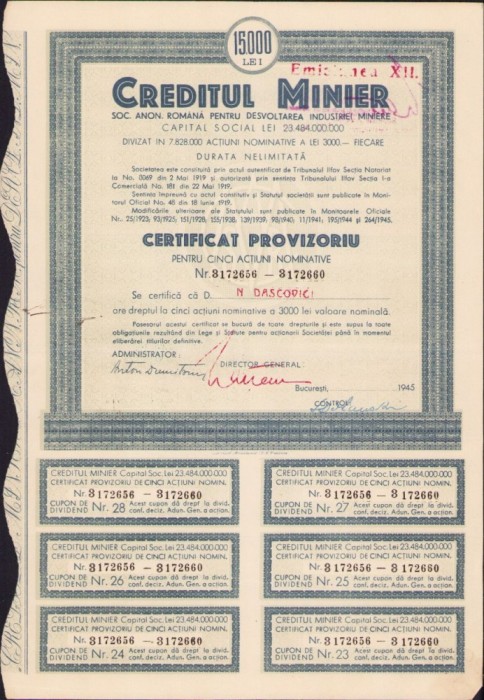 15.000
LEI
Emisiunea XII.
CREDITUL MINIER
SOC. ANON. ROMÂNĂ PENTRU DESVOLTAREA INDUSTRIEI MINIERE
CAPITAL SOCIAL LEI 23.484.000.000
DIVIZAT IN 7.828.000 ACȚIUNI NOMINATIVE A LEI 3000.— FIECARE
DURATA NELIMITATĂ
Societatea este constituită prin actul autentificat de Tribunalul Ilfov Secția Notariat
la No. 8069 din 2 Mai 1919 și autorizată prin sentința Tribunalului Ilfov Secția I-a
Comercială No. 181 din 22 Mai 1919.
Sentința împreună cu actul constitutiv și Statutul societății sunt publicate în Moni-
torul Oficial No. 48 din 18 Iunie 1919.
Modificările ulterioare ale Statutului sunt publicate în Monitoarele Oficiale
Nr. 25/1923, 93/1925, 151/1928, 125/1938, 129/1939, 98/1940, 11/1941, 195/1944 și 264/1945.
CERTIFICAT PROVIZORIU
PENTRU CINCI ACȚIUNI NOMINATIVE
Nr. 3172656 — 3172660
Se certifică că D. N DASCOVICI
are dreptul la cinci acțiuni nominative a 3000 lei valoare nominală.
Posesorul acestui certificat se bucură de toate drepturile și este supus la toate
obligațiunile rezultând din Lege și Statute pentru acționarii Societății până în momentul
eliberării titlurilor definitive.
ADMINISTRATOR: DIRECTOR GENERAL:
București, 1945
CONTROL
CREDITUL MINIER Capital Soc. Lei 23.484.000.000
CERTIFICAT PROVIZORIU DE CINCI ACȚIUNI NOMIN.
Nr. 3172656 — 3172660
CUPON DE DIVIDEND Nr. 28 Acest cupon dă drept la divid. conf. deciz. Adun. Gen. a acțion.
CREDITUL MINIER Capital Soc. Lei 23.484.000.000
CERTIFICAT PROVIZORIU DE CINCI ACȚIUNI NOMIN.
Nr. 3172656 — 3172660
CUPON DE DIVIDEND Nr. 27 Acest cupon dă drept la divid. conf. deciz. Adun. Gen. a acțion.
CREDITUL MINIER Capital Soc. Lei 23.484.000.000
CERTIFICAT PROVIZORIU DE CINCI ACȚIUNI NOMIN.
Nr. 3172656 — 3172660
CUPON DE DIVIDEND Nr. 26 Acest cupon dă drept la divid. conf. deciz. Adun. Gen. a acțion.
CREDITUL MINIER Capital Soc. Lei 23.484.000.000
CERTIFICAT PROVIZORIU DE CINCI ACȚIUNI NOMIN.
Nr. 3172656 — 3172660
CUPON DE DIVIDEND Nr. 25 Acest cupon dă drept la divid. conf. deciz. Adun. Gen. a acțion.
CREDITUL MINIER Capital Soc. Lei 23.484.000.000
CERTIFICAT PROVIZORIU DE CINCI ACȚIUNI NOMIN.
Nr. 3172656 — 3172660
CUPON DE DIVIDEND Nr. 24 Acest cupon dă drept la divid. conf. deciz. Adun. Gen. a acțion.
CREDITUL MINIER Capital Soc. Lei 23.484.000.000
CERTIFICAT PROVIZORIU DE CINCI ACȚIUNI NOMIN.
Nr. 3172656 — 3172660
CUPON DE DIVIDEND Nr. 23 Acest cupon dă drept la divid. conf. deciz. Adun. Gen. a acțion.